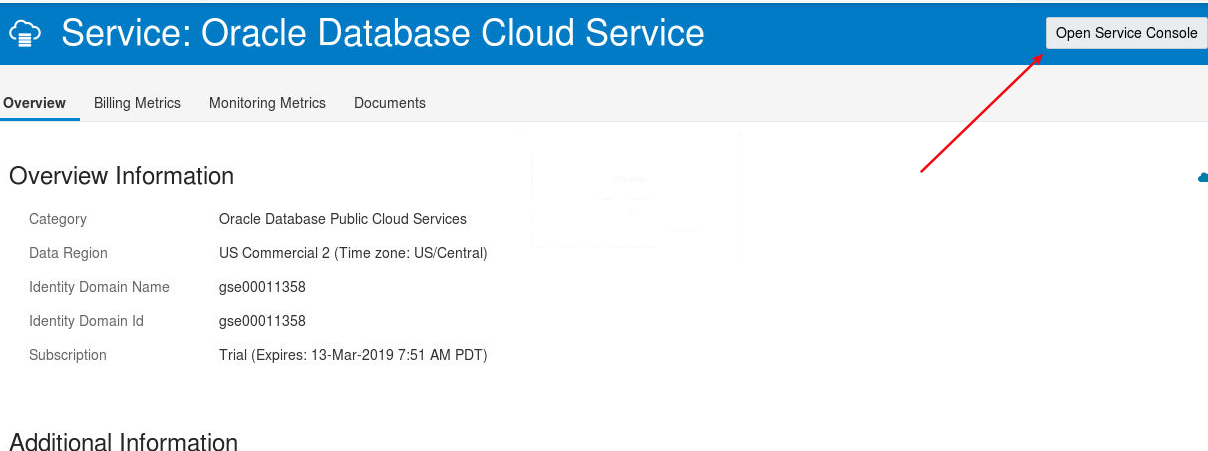 Service: Oracle Database Cloud Service
Open Service Console
Overview Billing Metrics Monitoring Metrics Documents
Overview Information
Category Oracle Database Public Cloud Services
Data Region US Commercial 2 (Time zone: US/Central)
Identity Domain Name gse00011358
Identity Domain Id gse00011358
Subscription Trial (Expires: 13-Mar-2019 7:51 AM PDT)
Additional Information